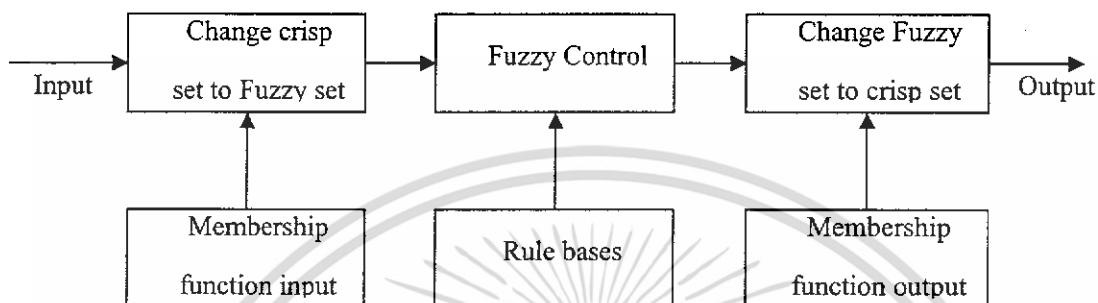 Change crisp
set to Fuzzy set
Fuzzy Control
Change Fuzzy
set to crisp set
Input
Output
Membership
function input
Rule bases
Membership
function output